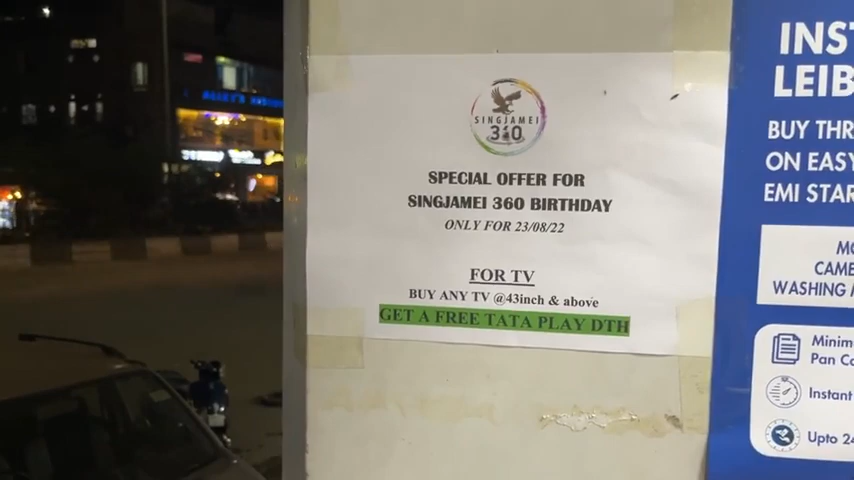 SINGJAMEI
360
SPECIAL OFFER FOR
SINGJAMEI 360 BIRTHDAY
ONLY FOR 23/08/22
FOR TV
BUY ANY TV @43inch & above
GET A FREE TATA PLAY DTH
INST
LEIB
BUY THR
ON EASY
EMI STAR
MO
CAME
WASHING M
Minim
Pan Ca
Instant
Upto 24